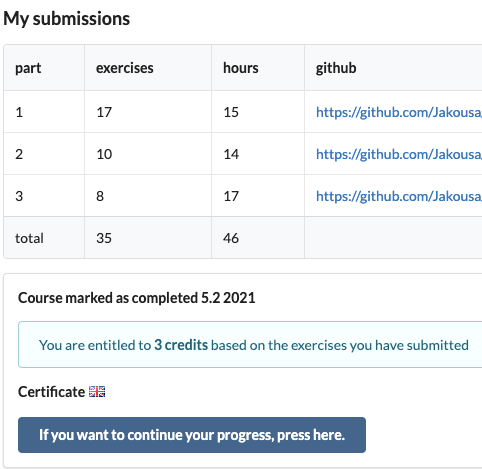 My submissions
part exercises hours github
1 17 15 https://github.com/Jakousa
2 10 14 https://github.com/Jakousa
3 8 17 https://github.com/Jakousa
total 35 46
Course marked as completed 5.2 2021
You are entitled to 3 credits based on the exercises you have submitted
Certificate
If you want to continue your progress, press here.